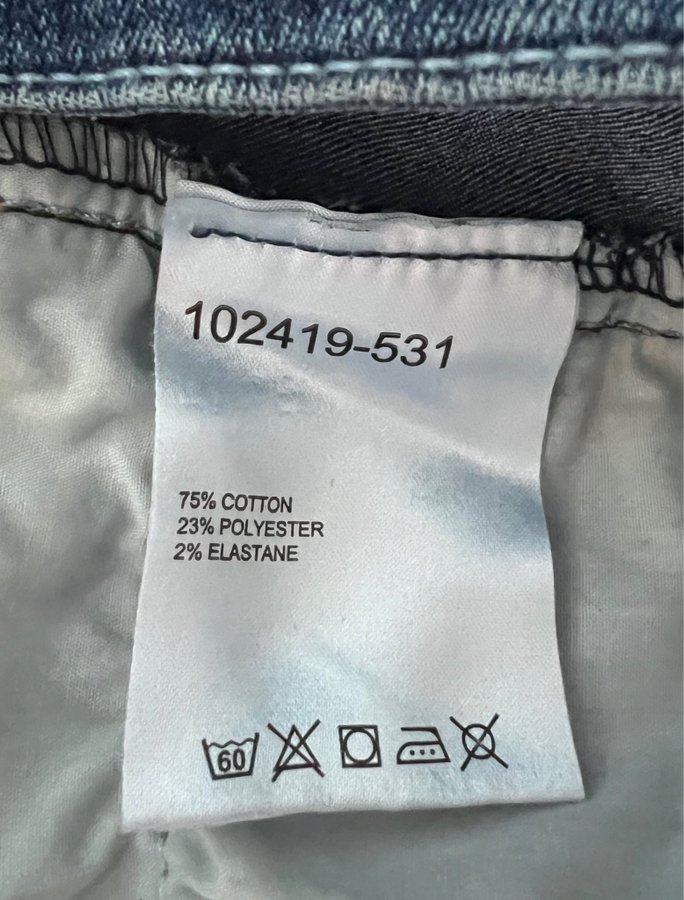 102419-531
75% COTTON
23% POLYESTER
2% ELASTANE
60